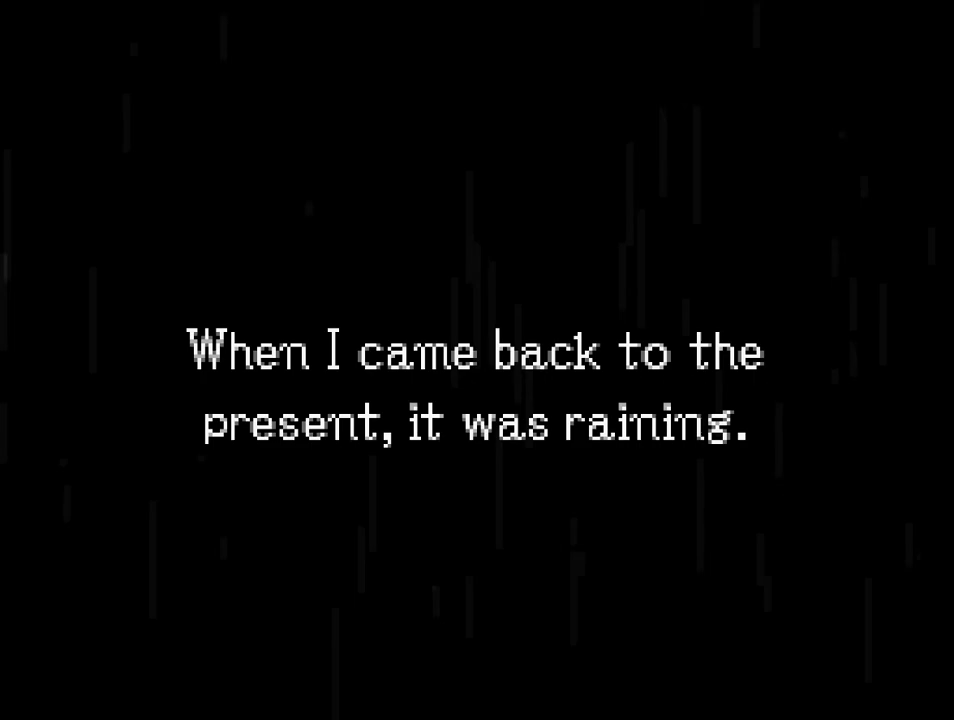 When I came back to the
present, it was raining.